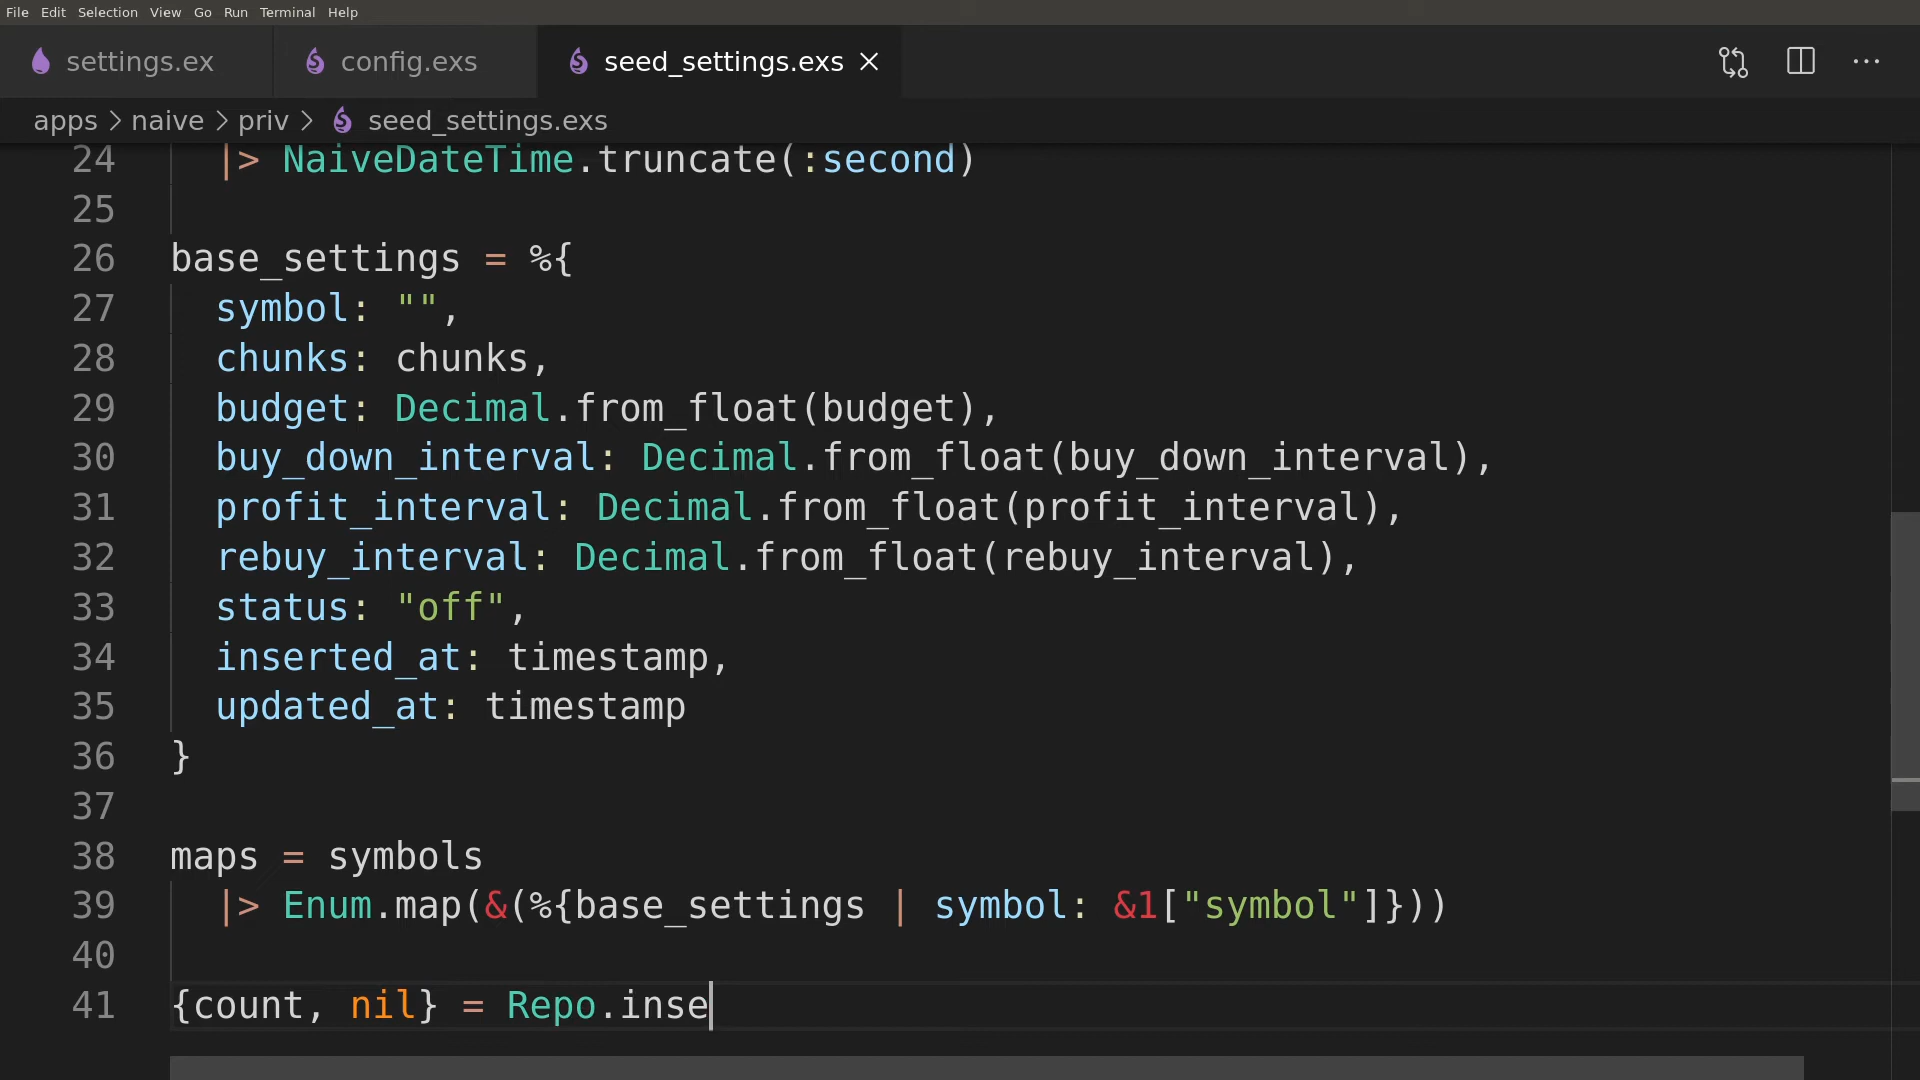 File Edit Selection View Go Run Terminal Help
settings.ex config.exs seed_settings.exs
apps > naive > priv > seed_settings.exs
24 |> NaiveDateTime.truncate(:second)
25
26 base_settings = %{
27 symbol: "",
28 chunks: chunks,
29 budget: Decimal.from_float(budget),
30 buy_down_interval: Decimal.from_float(buy_down_interval),
31 profit_interval: Decimal.from_float(profit_interval),
32 rebuy_interval: Decimal.from_float(rebuy_interval),
33 status: "off",
34 inserted_at: timestamp,
35 updated_at: timestamp
36 }
37
38 maps = symbols
39 |> Enum.map(&(%{base_settings | symbol: &1["symbol"]}))
40
41 {count, nil} = Repo.inse